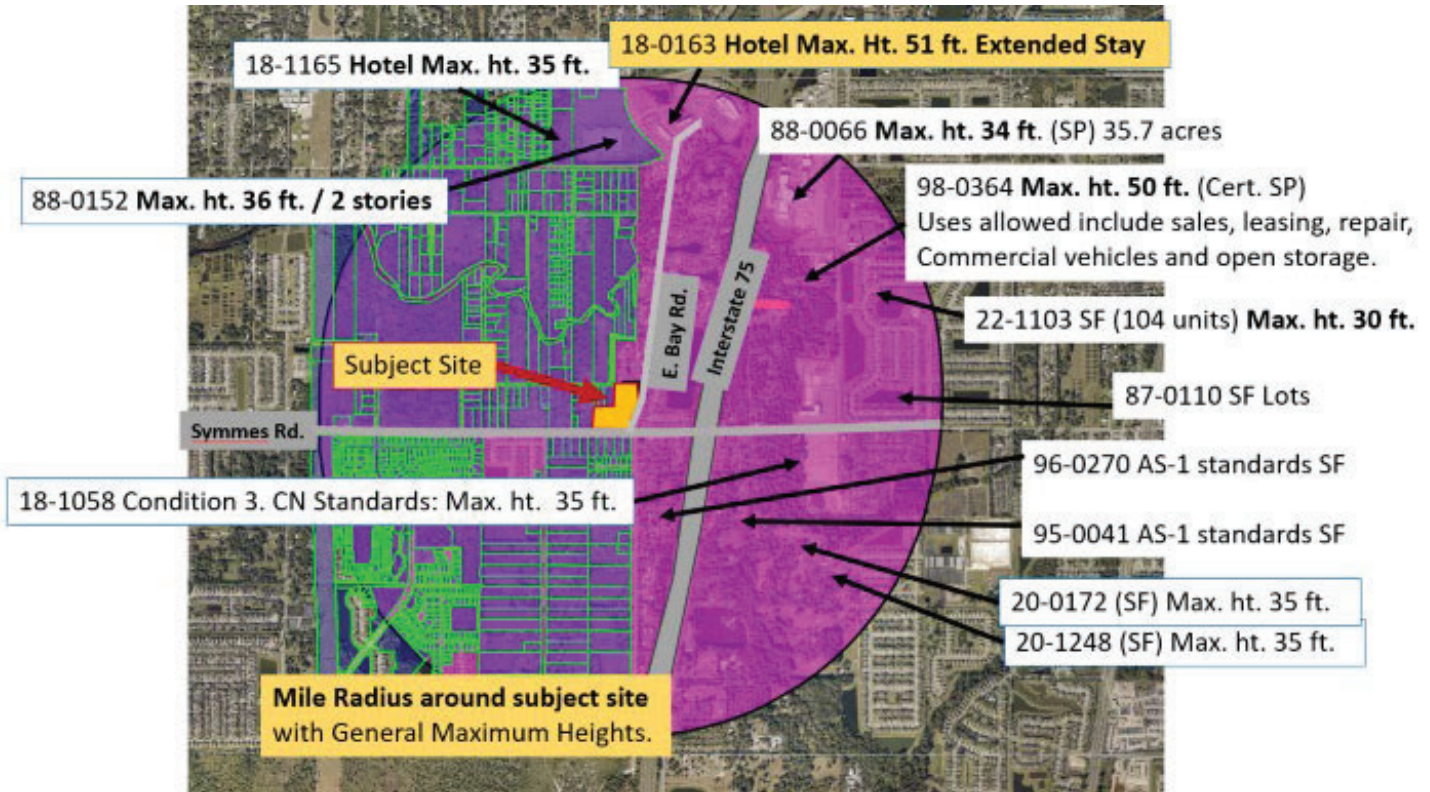 18-0163 Hotel Max. Ht. 51 ft. Extended Stay
18-1165 Hotel Max. ht. 35 ft.
88-0066 Max. ht. 34 ft. (SP) 35.7 acres
88-0152 Max. ht. 36 ft. / 2 stories
98-0364 Max. ht. 50 ft. (Cert. SP)
Uses allowed include sales, leasing, repair,
Commercial vehicles and open storage.
E. Bay Rd.
Interstate 75
22-1103 SF (104 units) Max. ht. 30 ft.
Subject Site
87-0110 SF Lots
Symmes Rd.
96-0270 AS-1 standards SF
18-1058 Condition 3. CN Standards: Max. ht. 35 ft.
95-0041 AS-1 standards SF
20-0172 (SF) Max. ht. 35 ft.
20-1248 (SF) Max. ht. 35 ft.
Mile Radius around subject site
with General Maximum Heights.